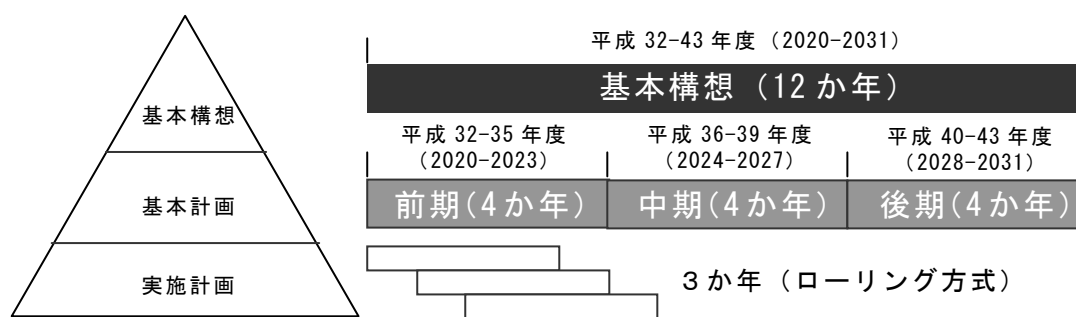 平成 32-43 年度（2020-2031）
基本構想（12 か年）
基本構想
平成 32-35 年度
（2020-2023）
平成 36-39 年度
（2024-2027）
平成 40-43 年度
（2028-2031）
基本計画
前期(4 か年)
中期(4 か年)
後期(4 か年)
実施計画
３か年（ローリング方式）